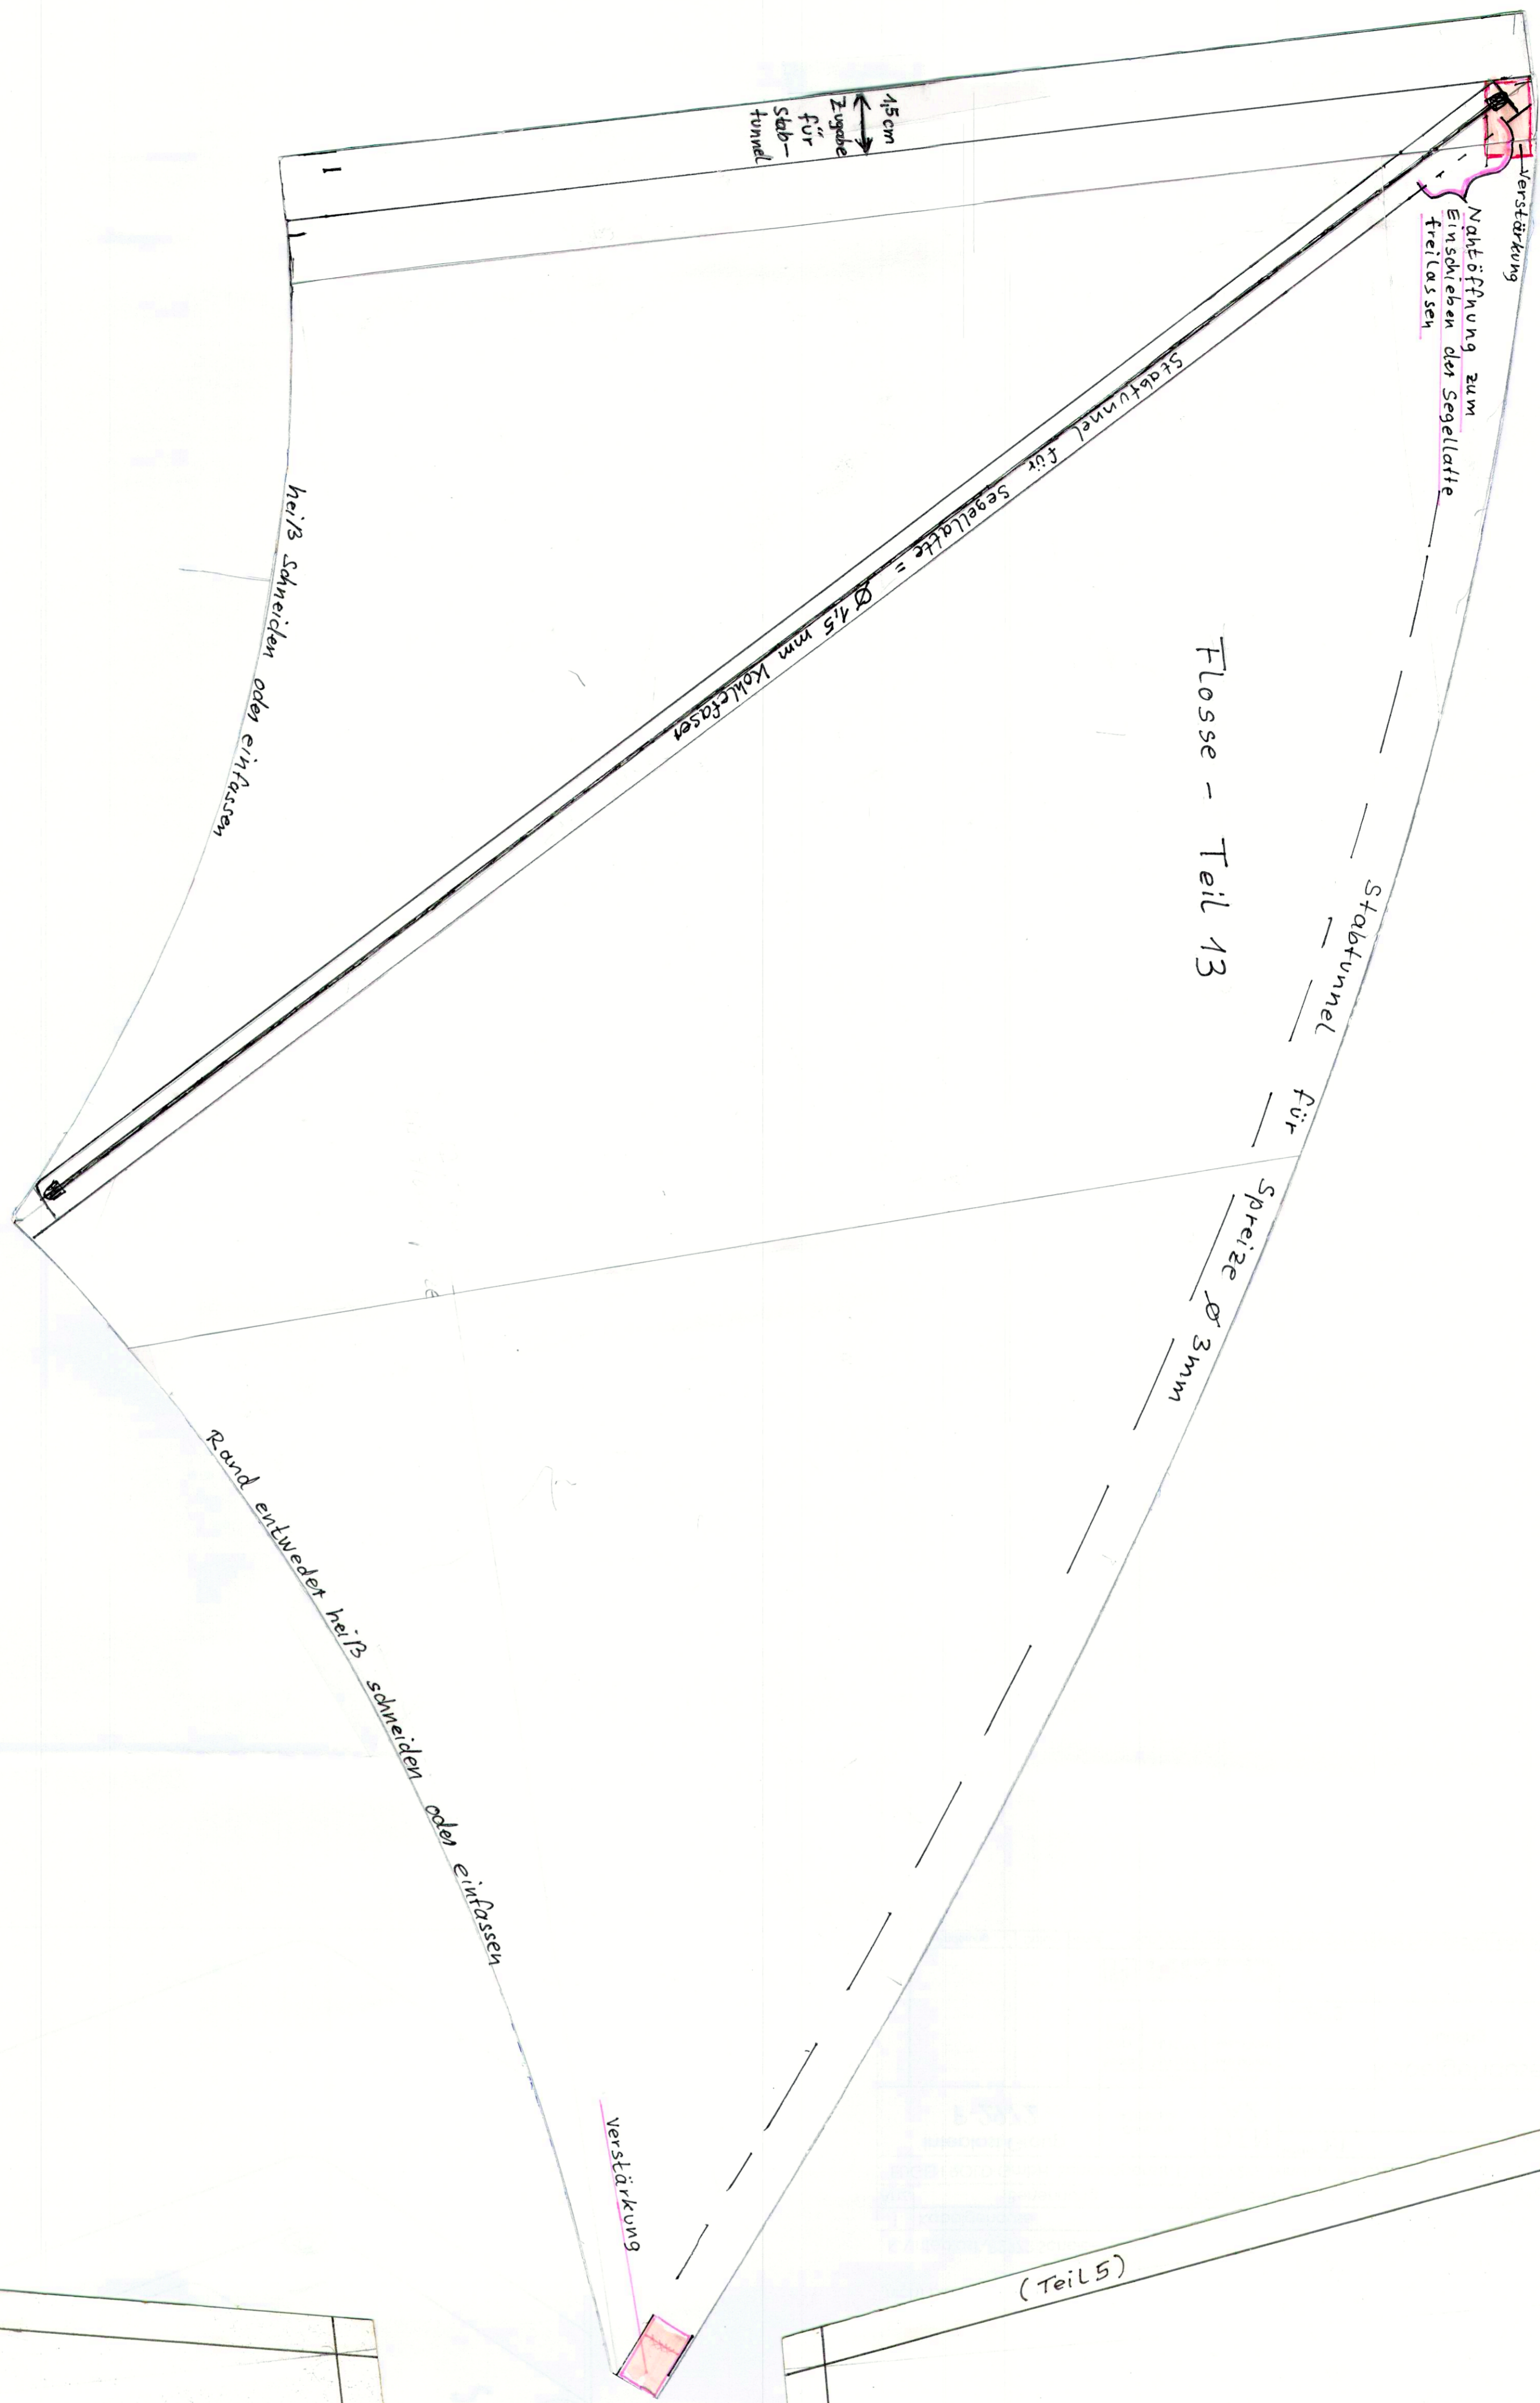 Verstärkung
Nahtöffnung zum
Einschieben der Segellatte
freilassen
1,5 cm
Zugabe
für
Stab-
tunnel
Stabtunnel für Segellatte = Ø 1,5 mm Kohlefaser
heiß schneiden oder einfassen
Flosse - Teil 13
Stabtunnel für Spreize Ø 3mm
Rand entweder heiß schneiden oder einfassen
Verstärkung
(Teil 5)